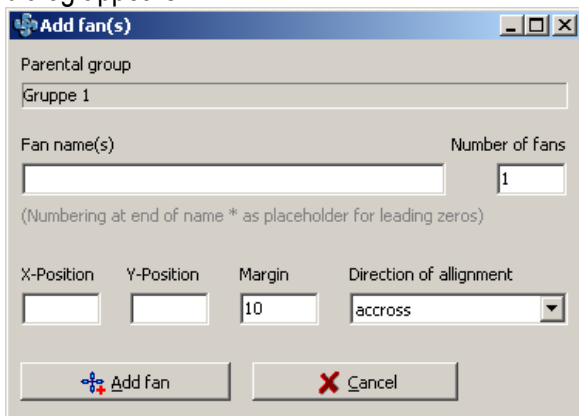 Add fan(s)
Parental group
Gruppe 1
Fan name(s) Number of fans
1
(Numbering at end of name * as placeholder for leading zeros)
X-Position Y-Position Margin Direction of allignment
10 accross
Add fan Cancel